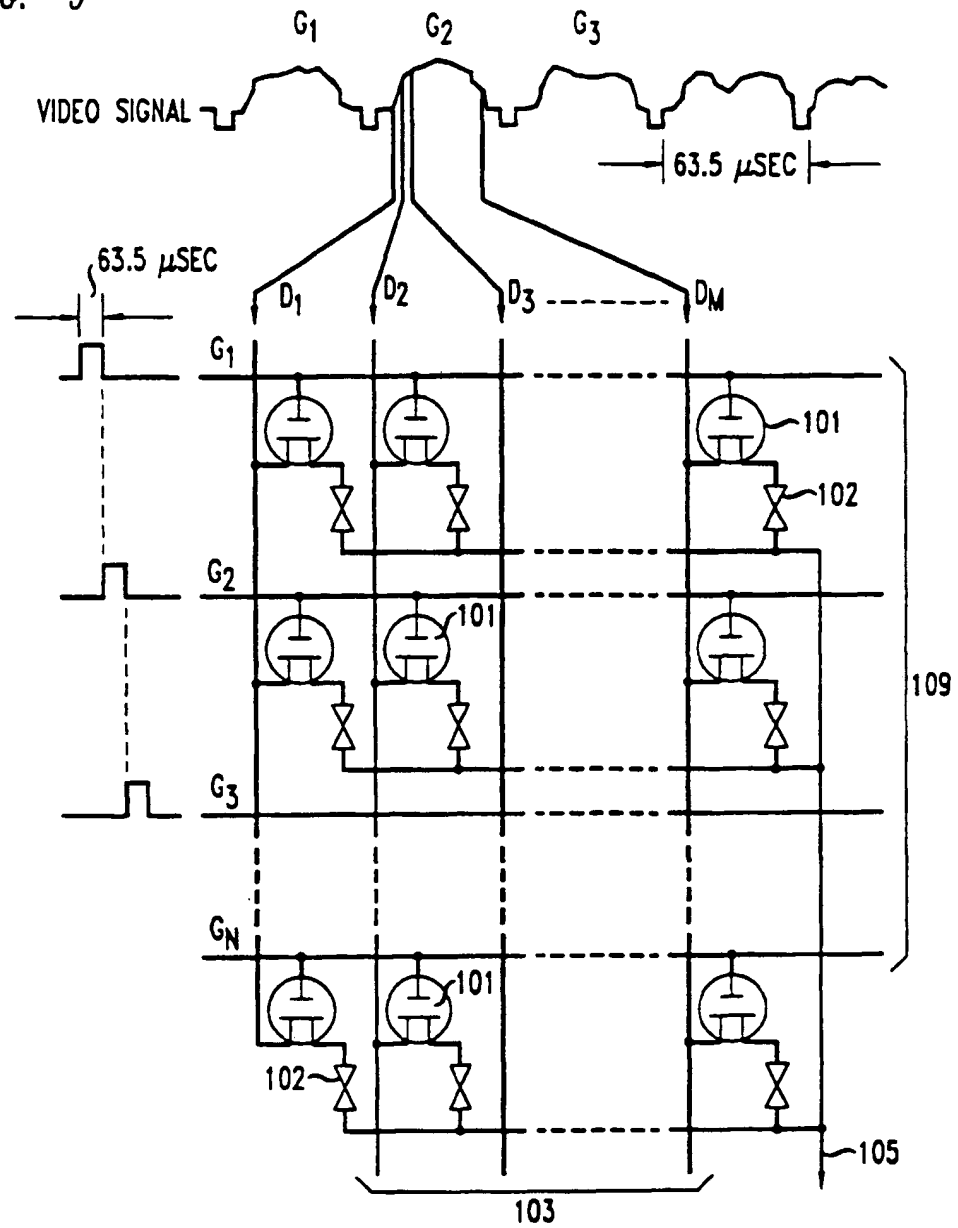 G1 G2 G3
VIDEO SIGNAL
63.5 μSEC
63.5 μSEC
D1 D2 D3 DM
G1
101
102
G2
101
109
G3
GN
101
102
105
103